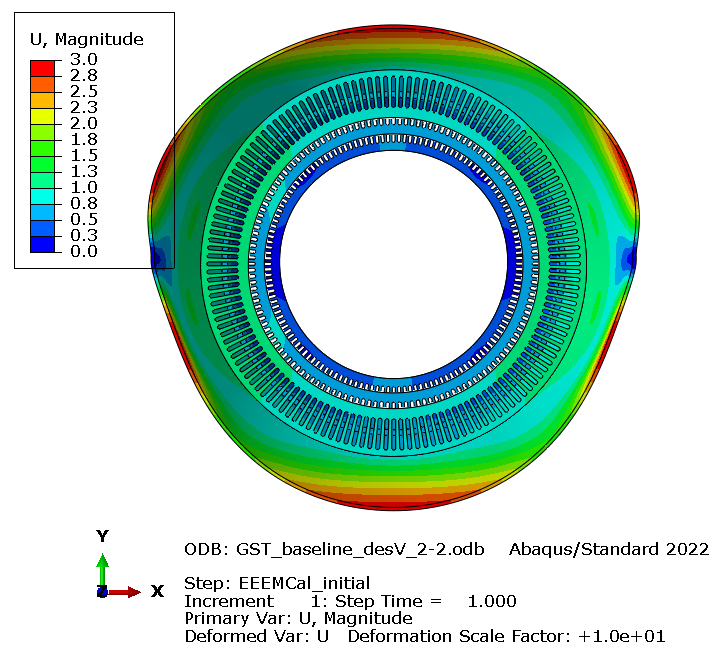 U, Magnitude
3.0
2.8
2.5
2.3
2.0
1.8
1.5
1.3
1.0
0.8
0.5
0.3
0.0
Y
X
Z
ODB: GST_baseline_desV_2-2.odb Abaqus/Standard 2022
Step: EEEMCal_initial
Increment 1: Step Time = 1.000
Primary Var: U, Magnitude
Deformed Var: U Deformation Scale Factor: +1.0e+01